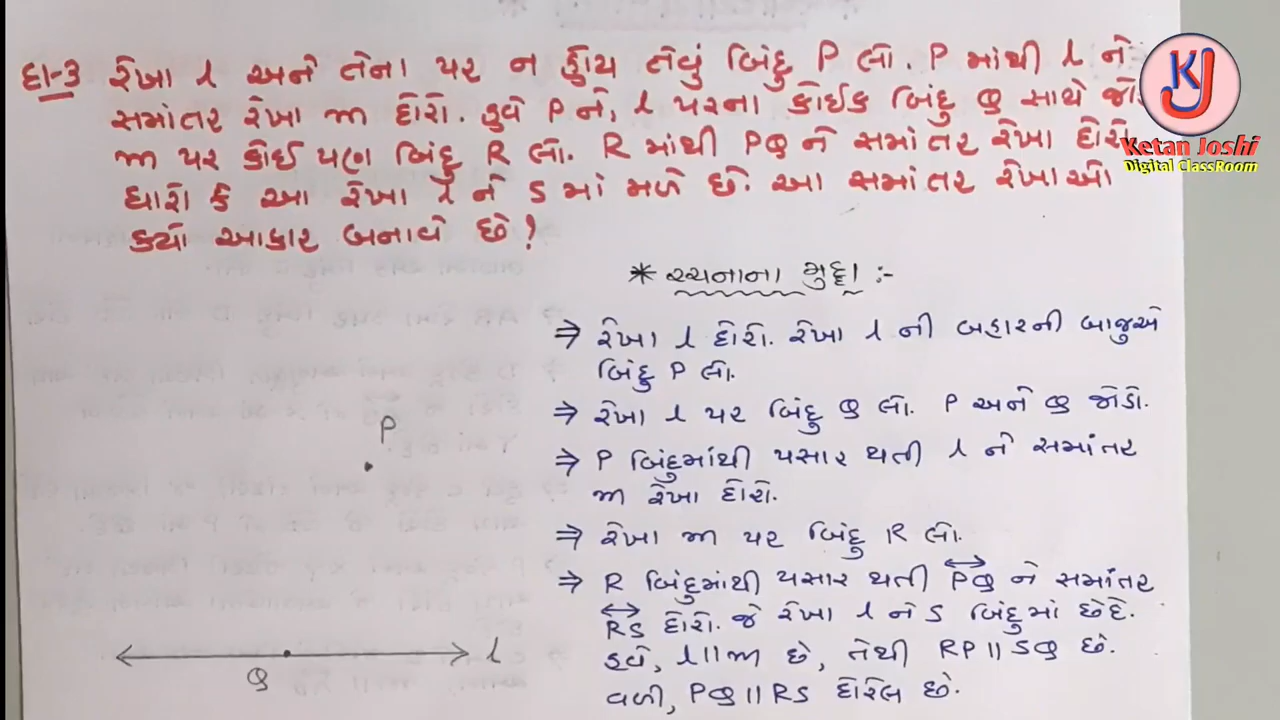 દા-3 રેખા l અને તેના પર ન હોય તેવું બિંદુ P લો. P માંથી l ને
સમાંતર રેખા m દોરો. હવે P ને, l પરના કોઈક બિંદુ Q સાથે જોડો
m પર કોઈ પણ બિંદુ R લો. R માંથી PQ ને સમાંતર રેખા દોરો
ધારો કે આ રેખા l ને S માં મળે છે. આ સમાંતર રેખાઓ
કયો આકાર બનાવે છે?
KJ
Ketan Joshi
Digital ClassRoom
* રચનાના મુદ્દા :-
⇒ રેખા l દોરો. રેખા l ની બહારની બાજુએ
બિંદુ P લો.
⇒ રેખા l પર બિંદુ Q લો. P અને Q જોડો.
⇒ P બિંદુમાંથી પસાર થતી l ને સમાંતર
m રેખા દોરો.
⇒ રેખા m પર બિંદુ R લો.
⇒ R બિંદુમાંથી પસાર થતી PQ ને સમાંતર
RS દોરો. જે રેખા l ને S બિંદુમાં છેદે.
હવે, l || m છે, તેથી RP || SQ છે.
વળી, PQ || RS દોરેલ છે.
P
l
Q